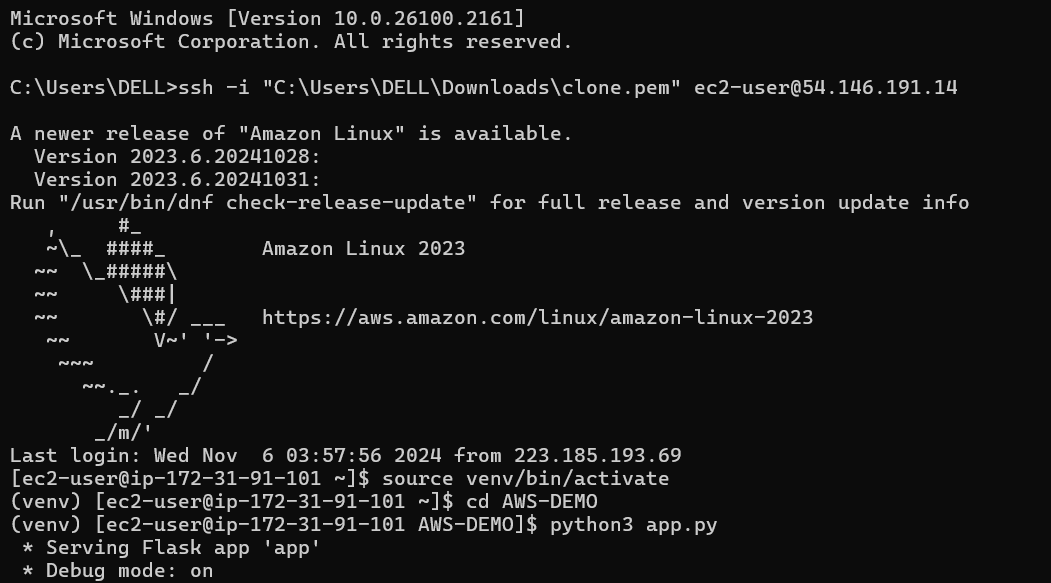 Microsoft Windows [Version 10.0.26100.2161]
(c) Microsoft Corporation. All rights reserved.

C:\Users\DELL>ssh -i "C:\Users\DELL\Downloads\clone.pem" ec2-user@54.146.191.14

A newer release of "Amazon Linux" is available.
  Version 2023.6.20241028:
  Version 2023.6.20241031:
Run "/usr/bin/dnf check-release-update" for full release and version update info
   ,     #_
   ~\_  ####_        Amazon Linux 2023
  ~~  \_#####\
  ~~     \###|
  ~~       \#/ ___   https://aws.amazon.com/linux/amazon-linux-2023
   ~~       V~' '->
    ~~~         /
      ~~._.   _/
         _/ _/
       _/m/'
Last login: Wed Nov  6 03:57:56 2024 from 223.185.193.69
[ec2-user@ip-172-31-91-101 ~]$ source venv/bin/activate
(venv) [ec2-user@ip-172-31-91-101 ~]$ cd AWS-DEMO
(venv) [ec2-user@ip-172-31-91-101 AWS-DEMO]$ python3 app.py
 * Serving Flask app 'app'
 * Debug mode: on